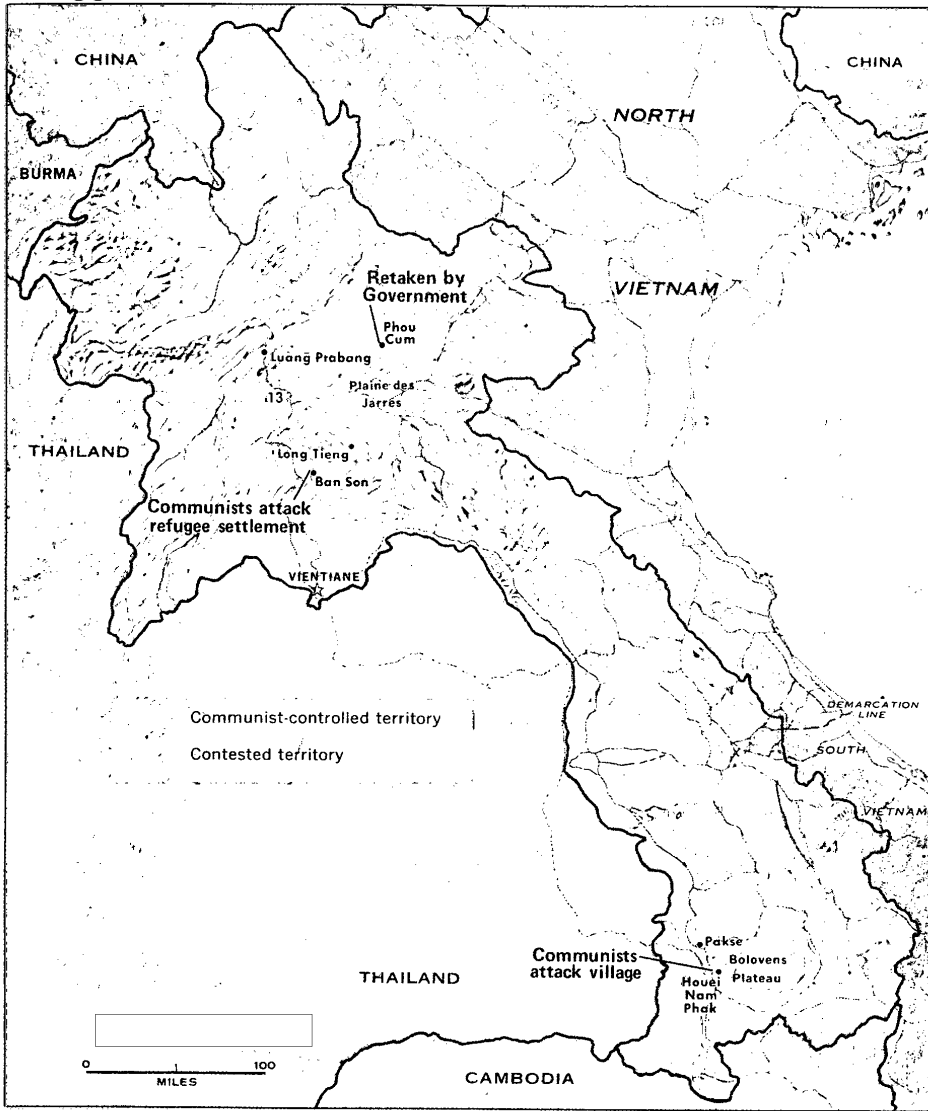 CHINA
CHINA
NORTH
BURMA
Retaken by
Government
VIETNAM
Phou
Cum
Luang Prabang
Plaine des
Jarres
13
THAILAND
Long Tieng
Ban Son
Communists attack
refugee settlement
VIENTIANE
DEMARCATION
LINE
Communist-controlled territory
SOUTH
Contested territory
VIETNAM
Pakse
Communists
attack village
Bolovens
Plateau
THAILAND
Houei
Nam
Phak
0 100
MILES
CAMBODIA